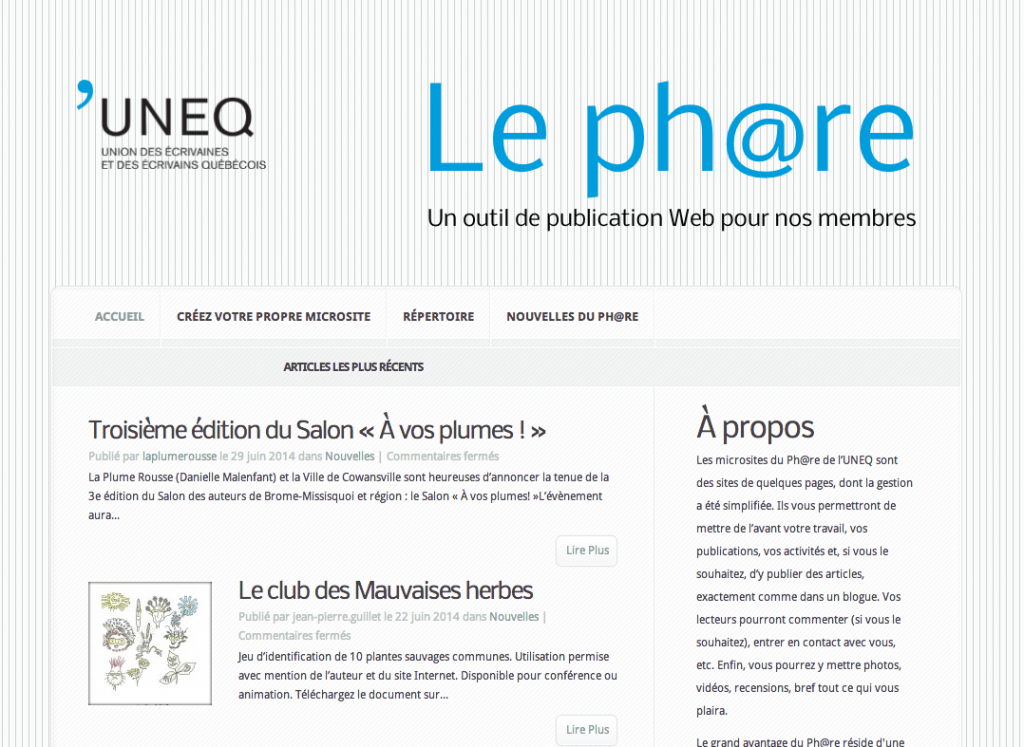 ’UNEQ
UNION DES ÉCRIVAINES
ET DES ÉCRIVAINS QUÉBÉCOIS
Le ph@re
Un outil de publication Web pour nos membres
ACCUEIL
CRÉEZ VOTRE PROPRE MICROSITE
RÉPERTOIRE
NOUVELLES DU PH@RE
ARTICLES LES PLUS RÉCENTS
Troisième édition du Salon « À vos plumes ! »
Publié par laplumerousse le 29 juin 2014 dans Nouvelles | Commentaires fermés
La Plume Rousse (Danielle Malenfant) et la Ville de Cowansville sont heureuses d’annoncer la tenue de la
3e édition du Salon des auteurs de Brome-Missisquoi et région : le Salon « À vos plumes! »L’évènement
aura...
Lire Plus
Le club des Mauvaises herbes
Publié par jean-pierre.guillet le 22 juin 2014 dans Nouvelles |
Commentaires fermés
Jeu d’identification de 10 plantes sauvages communes. Utilisation permise
avec mention de l’auteur et du site Internet. Disponible pour conférence ou
animation. Téléchargez le document sur...
Lire Plus
À propos
Les microsites du Ph@re de l’UNEQ sont
des sites de quelques pages, dont la gestion
a été simplifiée. Ils vous permettront de
mettre de l’avant votre travail, vos
publications, vos activités et, si vous le
souhaitez, d’y publier des articles,
exactement comme dans un blogue. Vos
lecteurs pourront commenter (si vous le
souhaitez), entrer en contact avec vous,
etc. Enfin, vous pourrez y mettre photos,
vidéos, recensions, bref tout ce qui vous
plaira.
Le grand avantage du Ph@re réside d'une